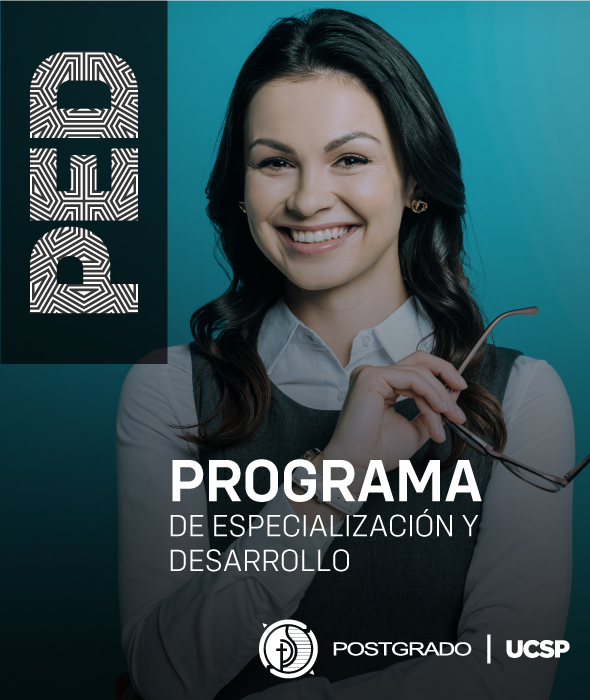 PED
PROGRAMA
DE ESPECIALIZACIÓN Y
DESARROLLO
POSTGRADO | UCSP